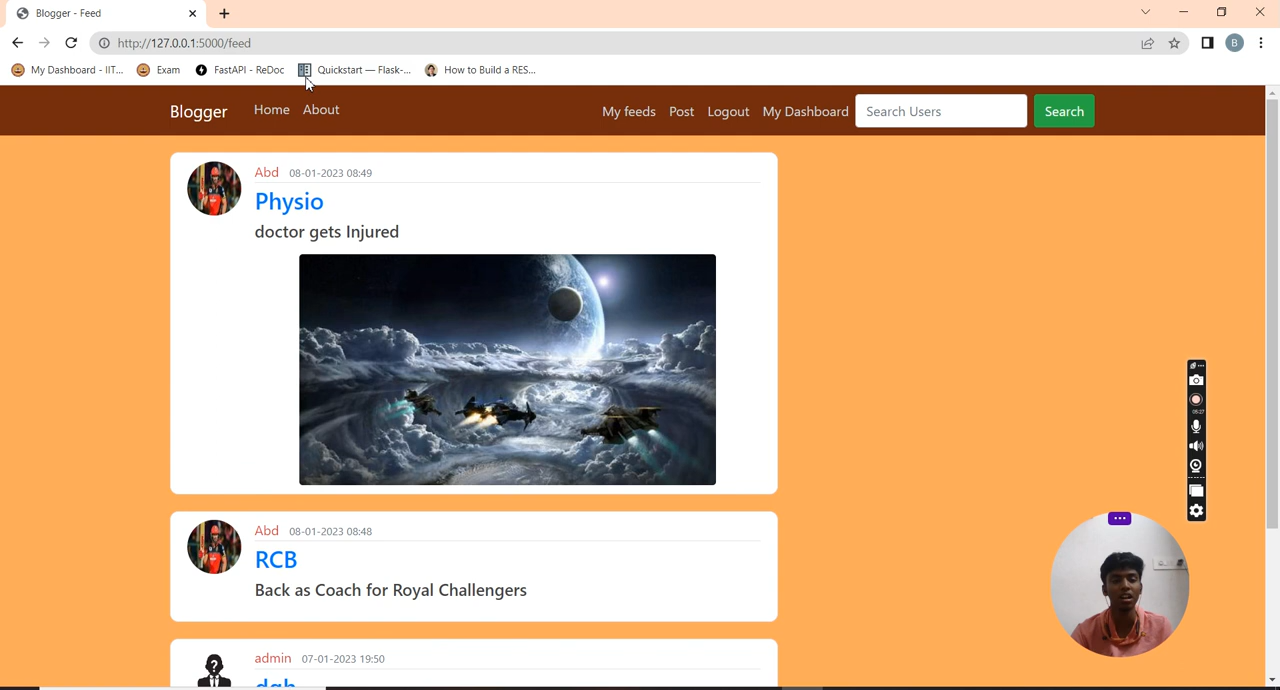 Blogger - Feed
http://127.0.0.1:5000/feed
B
My Dashboard - IIT...
Exam
FastAPI - ReDoc
Quickstart — Flask-...
How to Build a RES...
Blogger
Home
About
My feeds
Post
Logout
My Dashboard
Search Users
Search
Abd 08-01-2023 08:49
Physio
doctor gets Injured
05:27
Abd 08-01-2023 08:48
RCB
Back as Coach for Royal Challengers
admin 07-01-2023 19:50